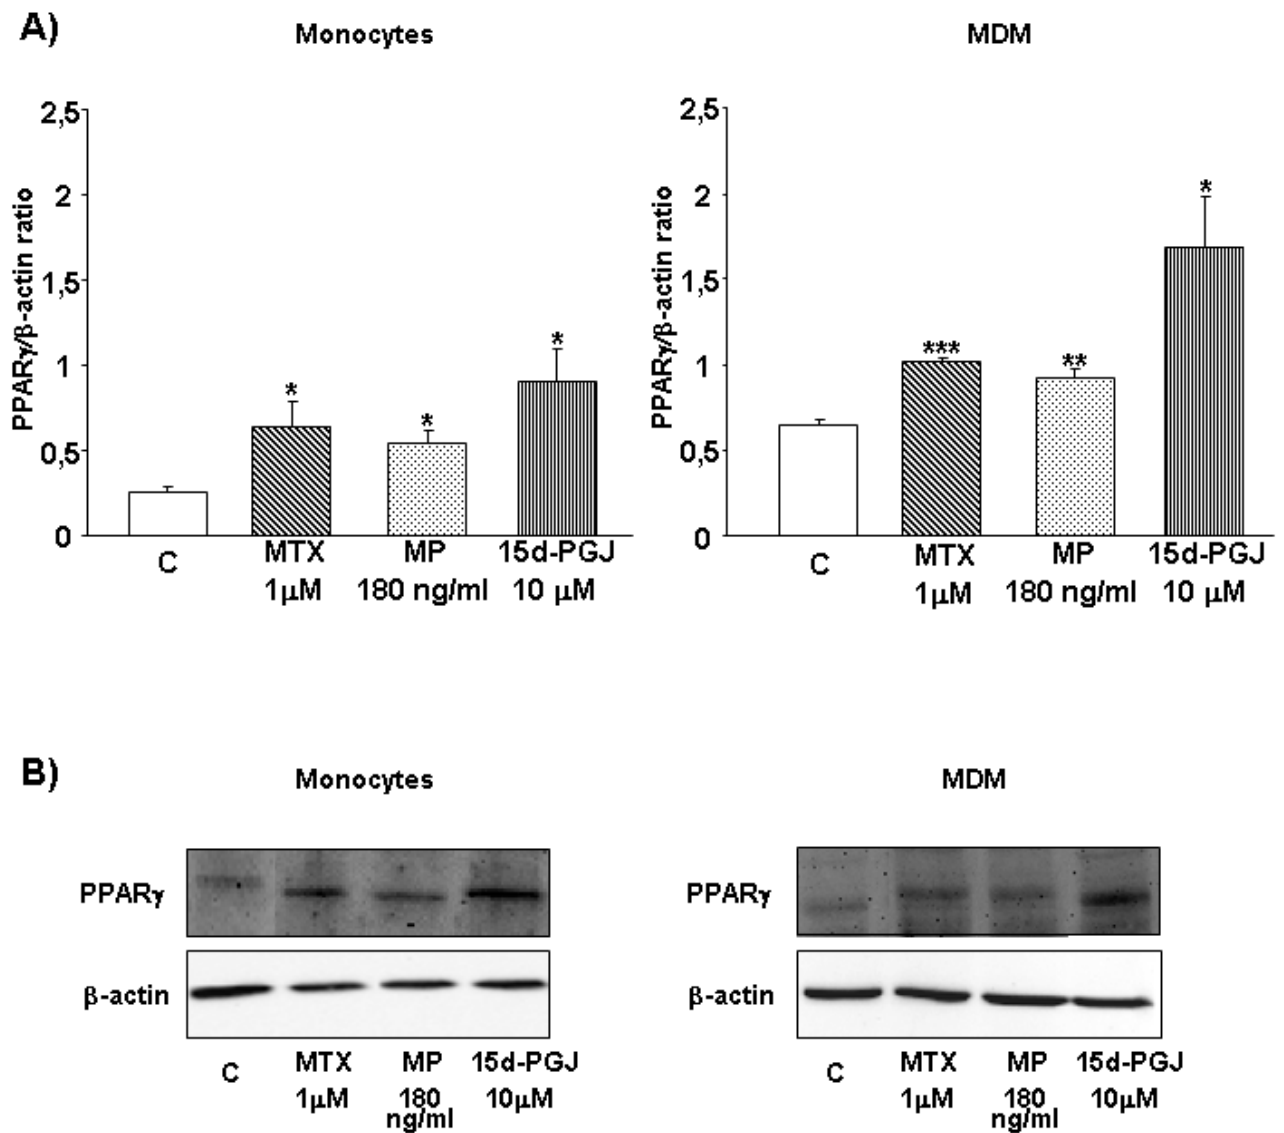 A)
Monocytes
MDM
PPARγ/β-actin ratio
2,5
2
1,5
1
0,5
0
*
*
*
C
MTX
1μM
MP
180 ng/ml
15d-PGJ
10 μM
PPARγ/β-actin ratio
2,5
2
1,5
1
0,5
0
***
**
*
C
MTX
1μM
MP
180 ng/ml
15d-PGJ
10 μM
B)
Monocytes
MDM
PPARγ
β-actin
C
MTX
1μM
MP
180
ng/ml
15d-PGJ
10μM
PPARγ
β-actin
C
MTX
1μM
MP
180
ng/ml
15d-PGJ
10μM